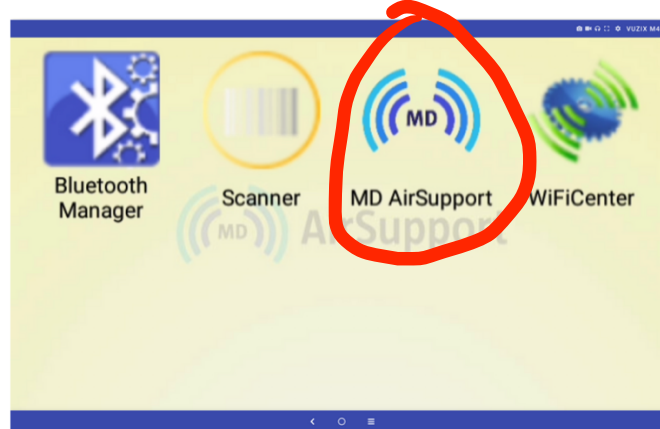 VUZIX M4
MD
Bluetooth
Manager
Scanner
MD AirSupport
WiFiCenter
MD AirSupport